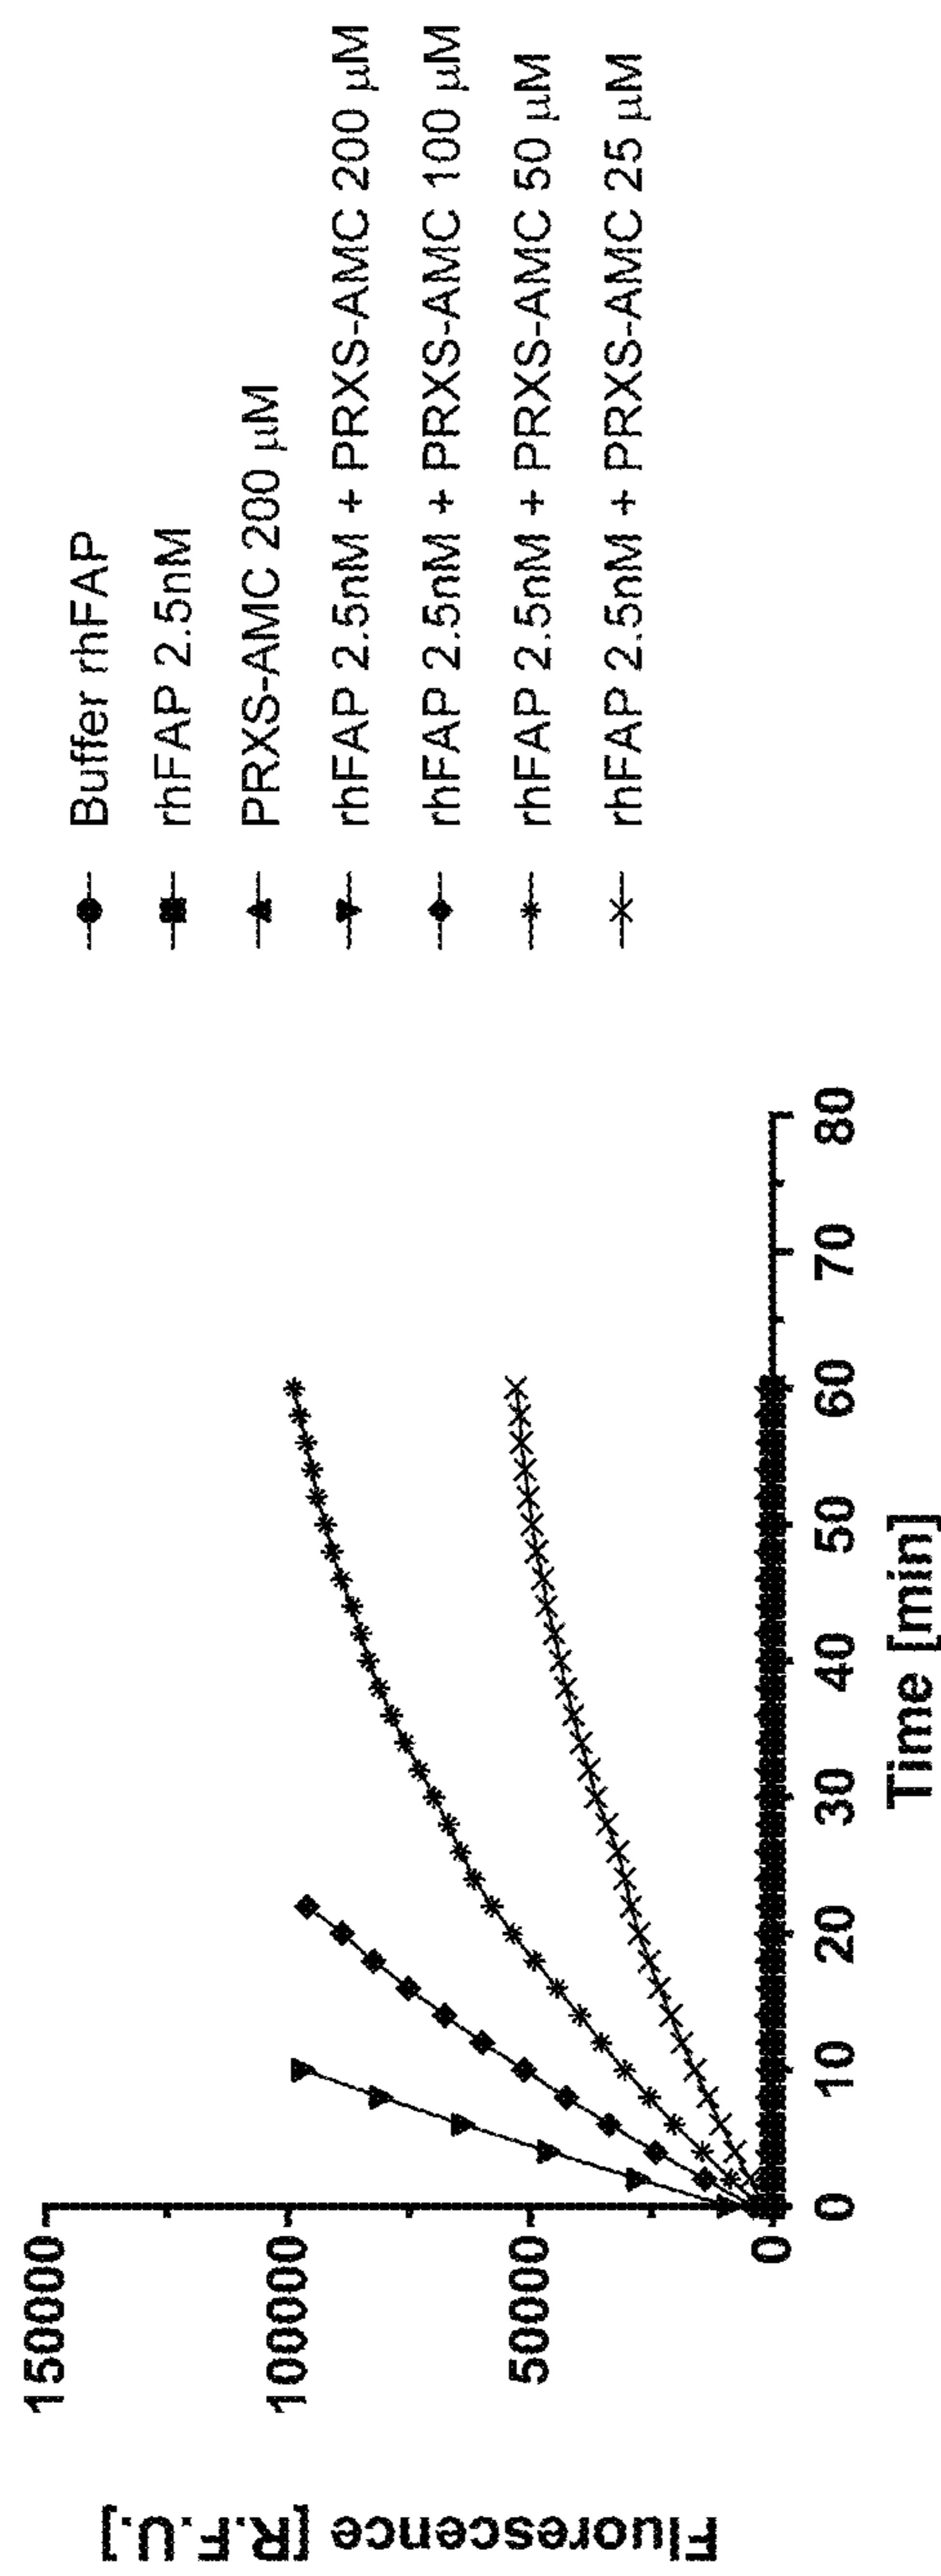 Fluorescence [R.F.U.]
150000
100000
50000
0
0 10 20 30 40 50 60 70 80
Time [min]
Buffer rhFAP
rhFAP 2.5nM
PRXS-AMC 200 μM
rhFAP 2.5nM + PRXS-AMC 200 μM
rhFAP 2.5nM + PRXS-AMC 100 μM
rhFAP 2.5nM + PRXS-AMC 50 μM
rhFAP 2.5nM + PRXS-AMC 25 μM